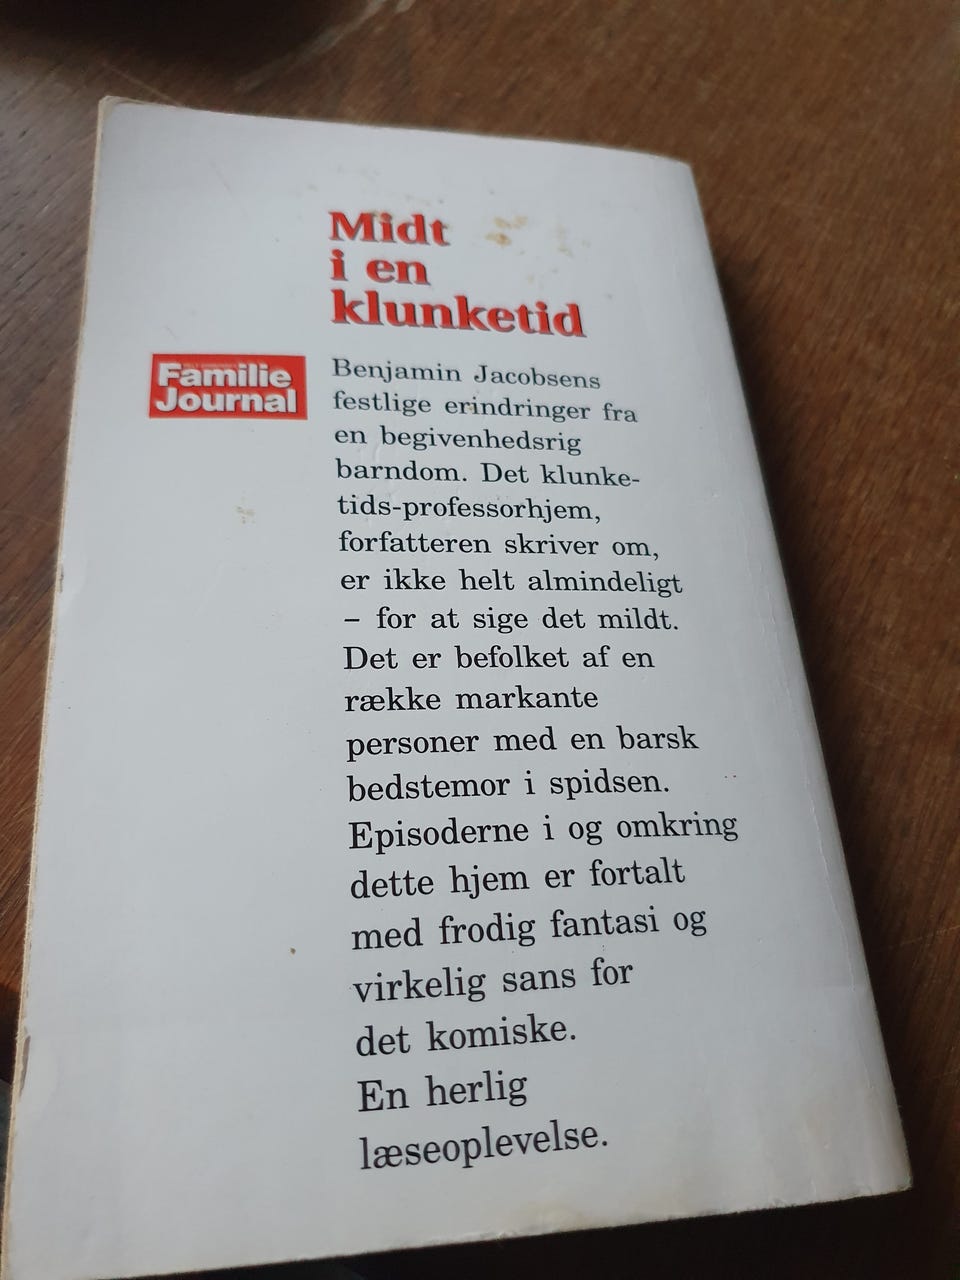 Midt
i en
klunketid
Familie
Journal
Benjamin Jacobsens
festlige erindringer fra
en begivenhedsrig
barndom. Det klunke-
tids-professorhjem,
forfatteren skriver om,
er ikke helt almindeligt
– for at sige det mildt.
Det er befolket af en
række markante
personer med en barsk
bedstemor i spidsen.
Episoderne i og omkring
dette hjem er fortalt
med frodig fantasi og
virkelig sans for
det komiske.
En herlig
læseoplevelse.